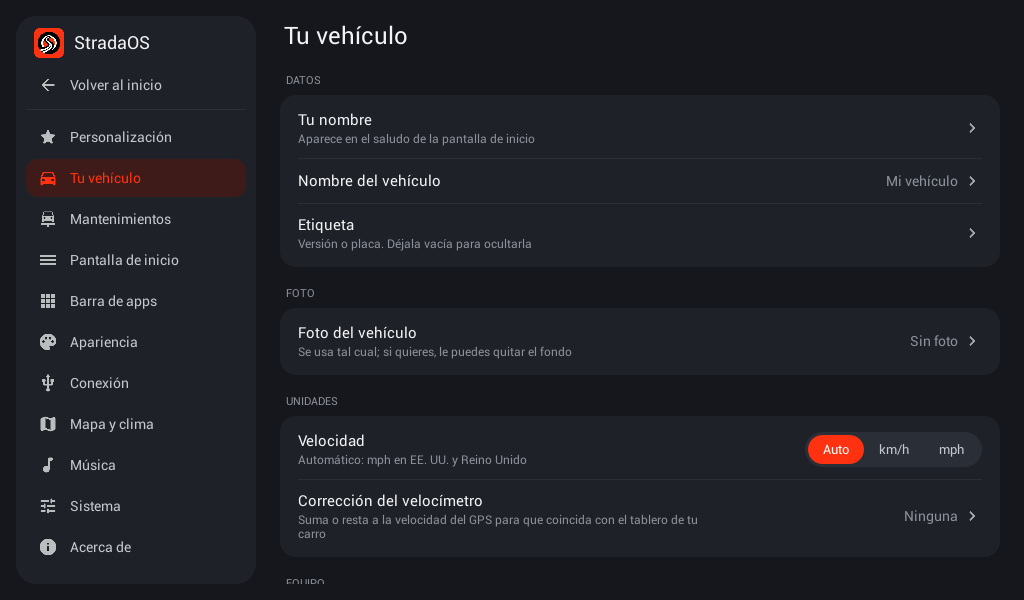 StradaOS
Volver al inicio
Personalización
Tu vehículo
Mantenimientos
Pantalla de inicio
Barra de apps
Apariencia
Conexión
Mapa y clima
Música
Sistema
Acerca de
Tu vehículo
DATOS
Tu nombre
Aparece en el saludo de la pantalla de inicio
Nombre del vehículo
Mi vehículo
Etiqueta
Versión o placa. Déjala vacía para ocultarla
FOTO
Foto del vehículo
Se usa tal cual; si quieres, le puedes quitar el fondo
Sin foto
UNIDADES
Velocidad
Automático: mph en EE. UU. y Reino Unido
Auto km/h mph
Corrección del velocímetro
Suma o resta a la velocidad del GPS para que coincida con el tablero de tu
carro
Ninguna
EQUIPO